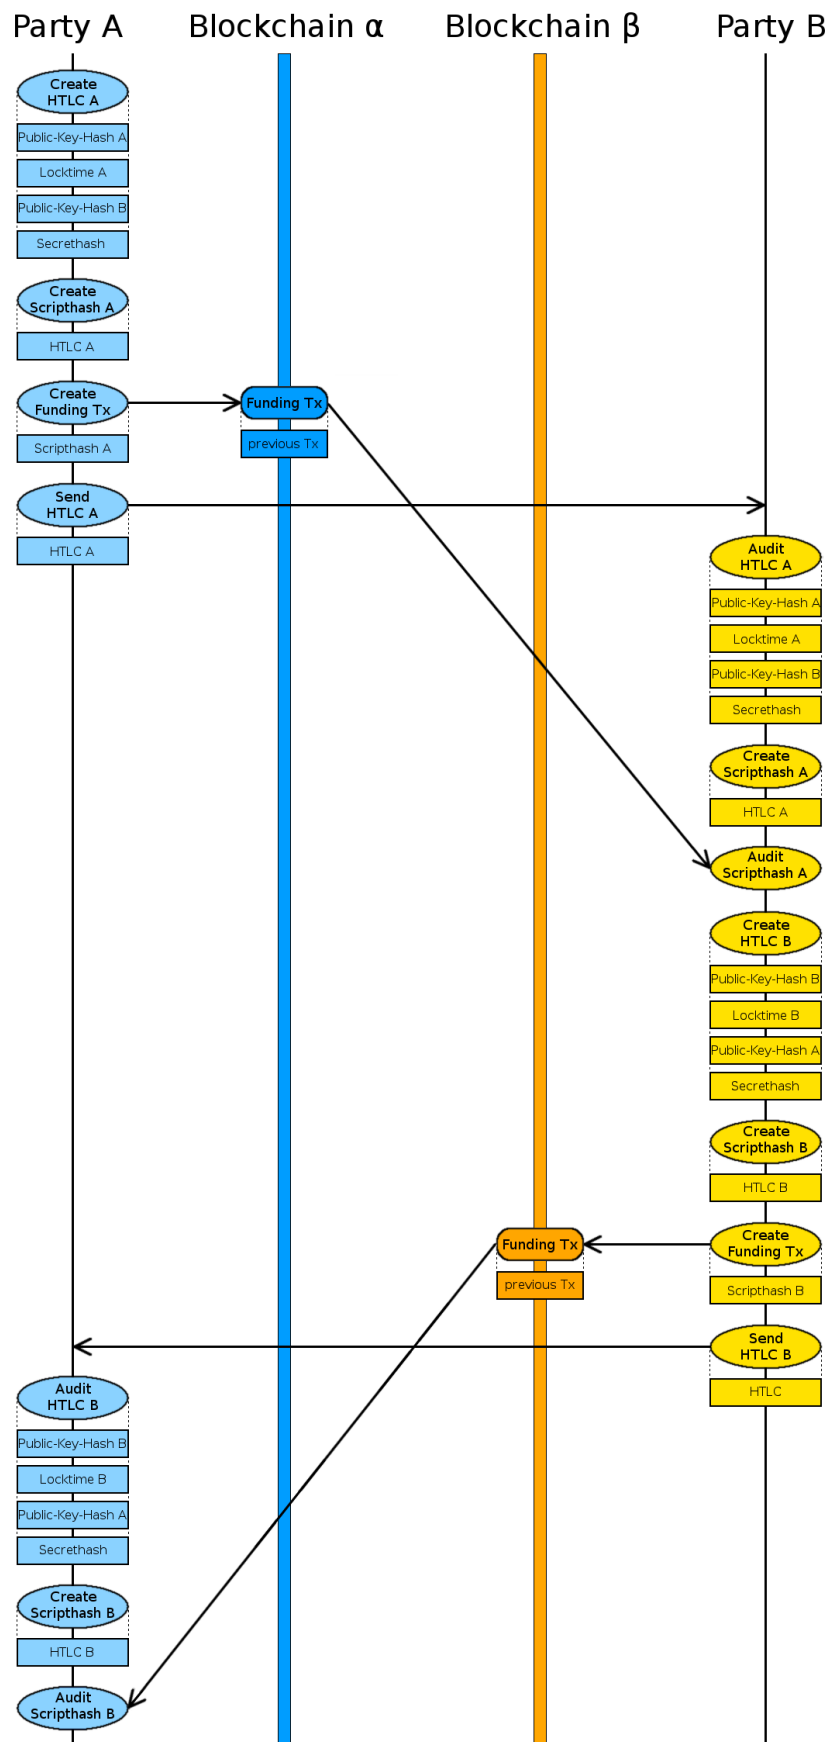 Party A
Blockchain α
Blockchain β
Party B
Create
HTLC A
Public-Key-Hash A
Locktime A
Public-Key-Hash B
Secrethash
Create
Scripthash A
HTLC A
Create
Funding Tx
Funding Tx
Scripthash A
previous Tx
Send
HTLC A
HTLC A
Audit
HTLC A
Public-Key-Hash A
Locktime A
Public-Key-Hash B
Secrethash
Create
Scripthash A
HTLC A
Audit
Scripthash A
Create
HTLC B
Public-Key-Hash B
Locktime B
Public-Key-Hash A
Secrethash
Create
Scripthash B
HTLC B
Funding Tx
Create
Funding Tx
previous Tx
Scripthash B
Send
HTLC B
HTLC
Audit
HTLC B
Public-Key-Hash B
Locktime B
Public-Key-Hash A
Secrethash
Create
Scripthash B
HTLC B
Audit
Scripthash B